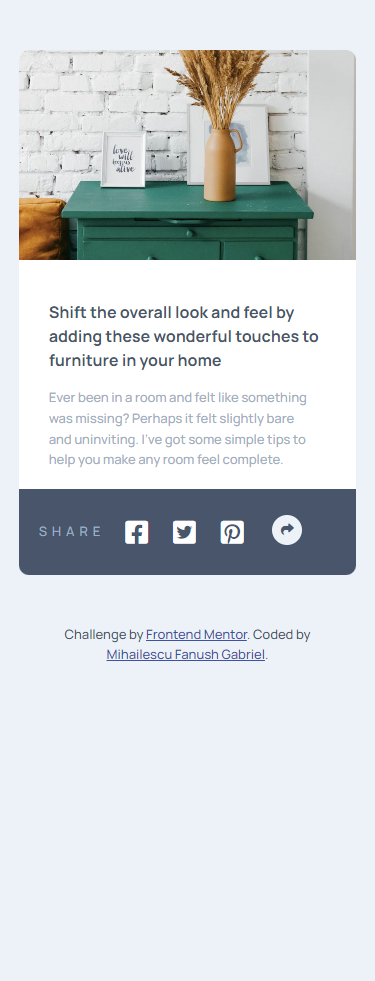 love
will
keep us
alive
Shift the overall look and feel by
adding these wonderful touches to
furniture in your home
Ever been in a room and felt like something
was missing? Perhaps it felt slightly bare
and uninviting. I've got some simple tips to
help you make any room feel complete.
SHARE
Challenge by Frontend Mentor. Coded by
Mihailescu Fanush Gabriel.